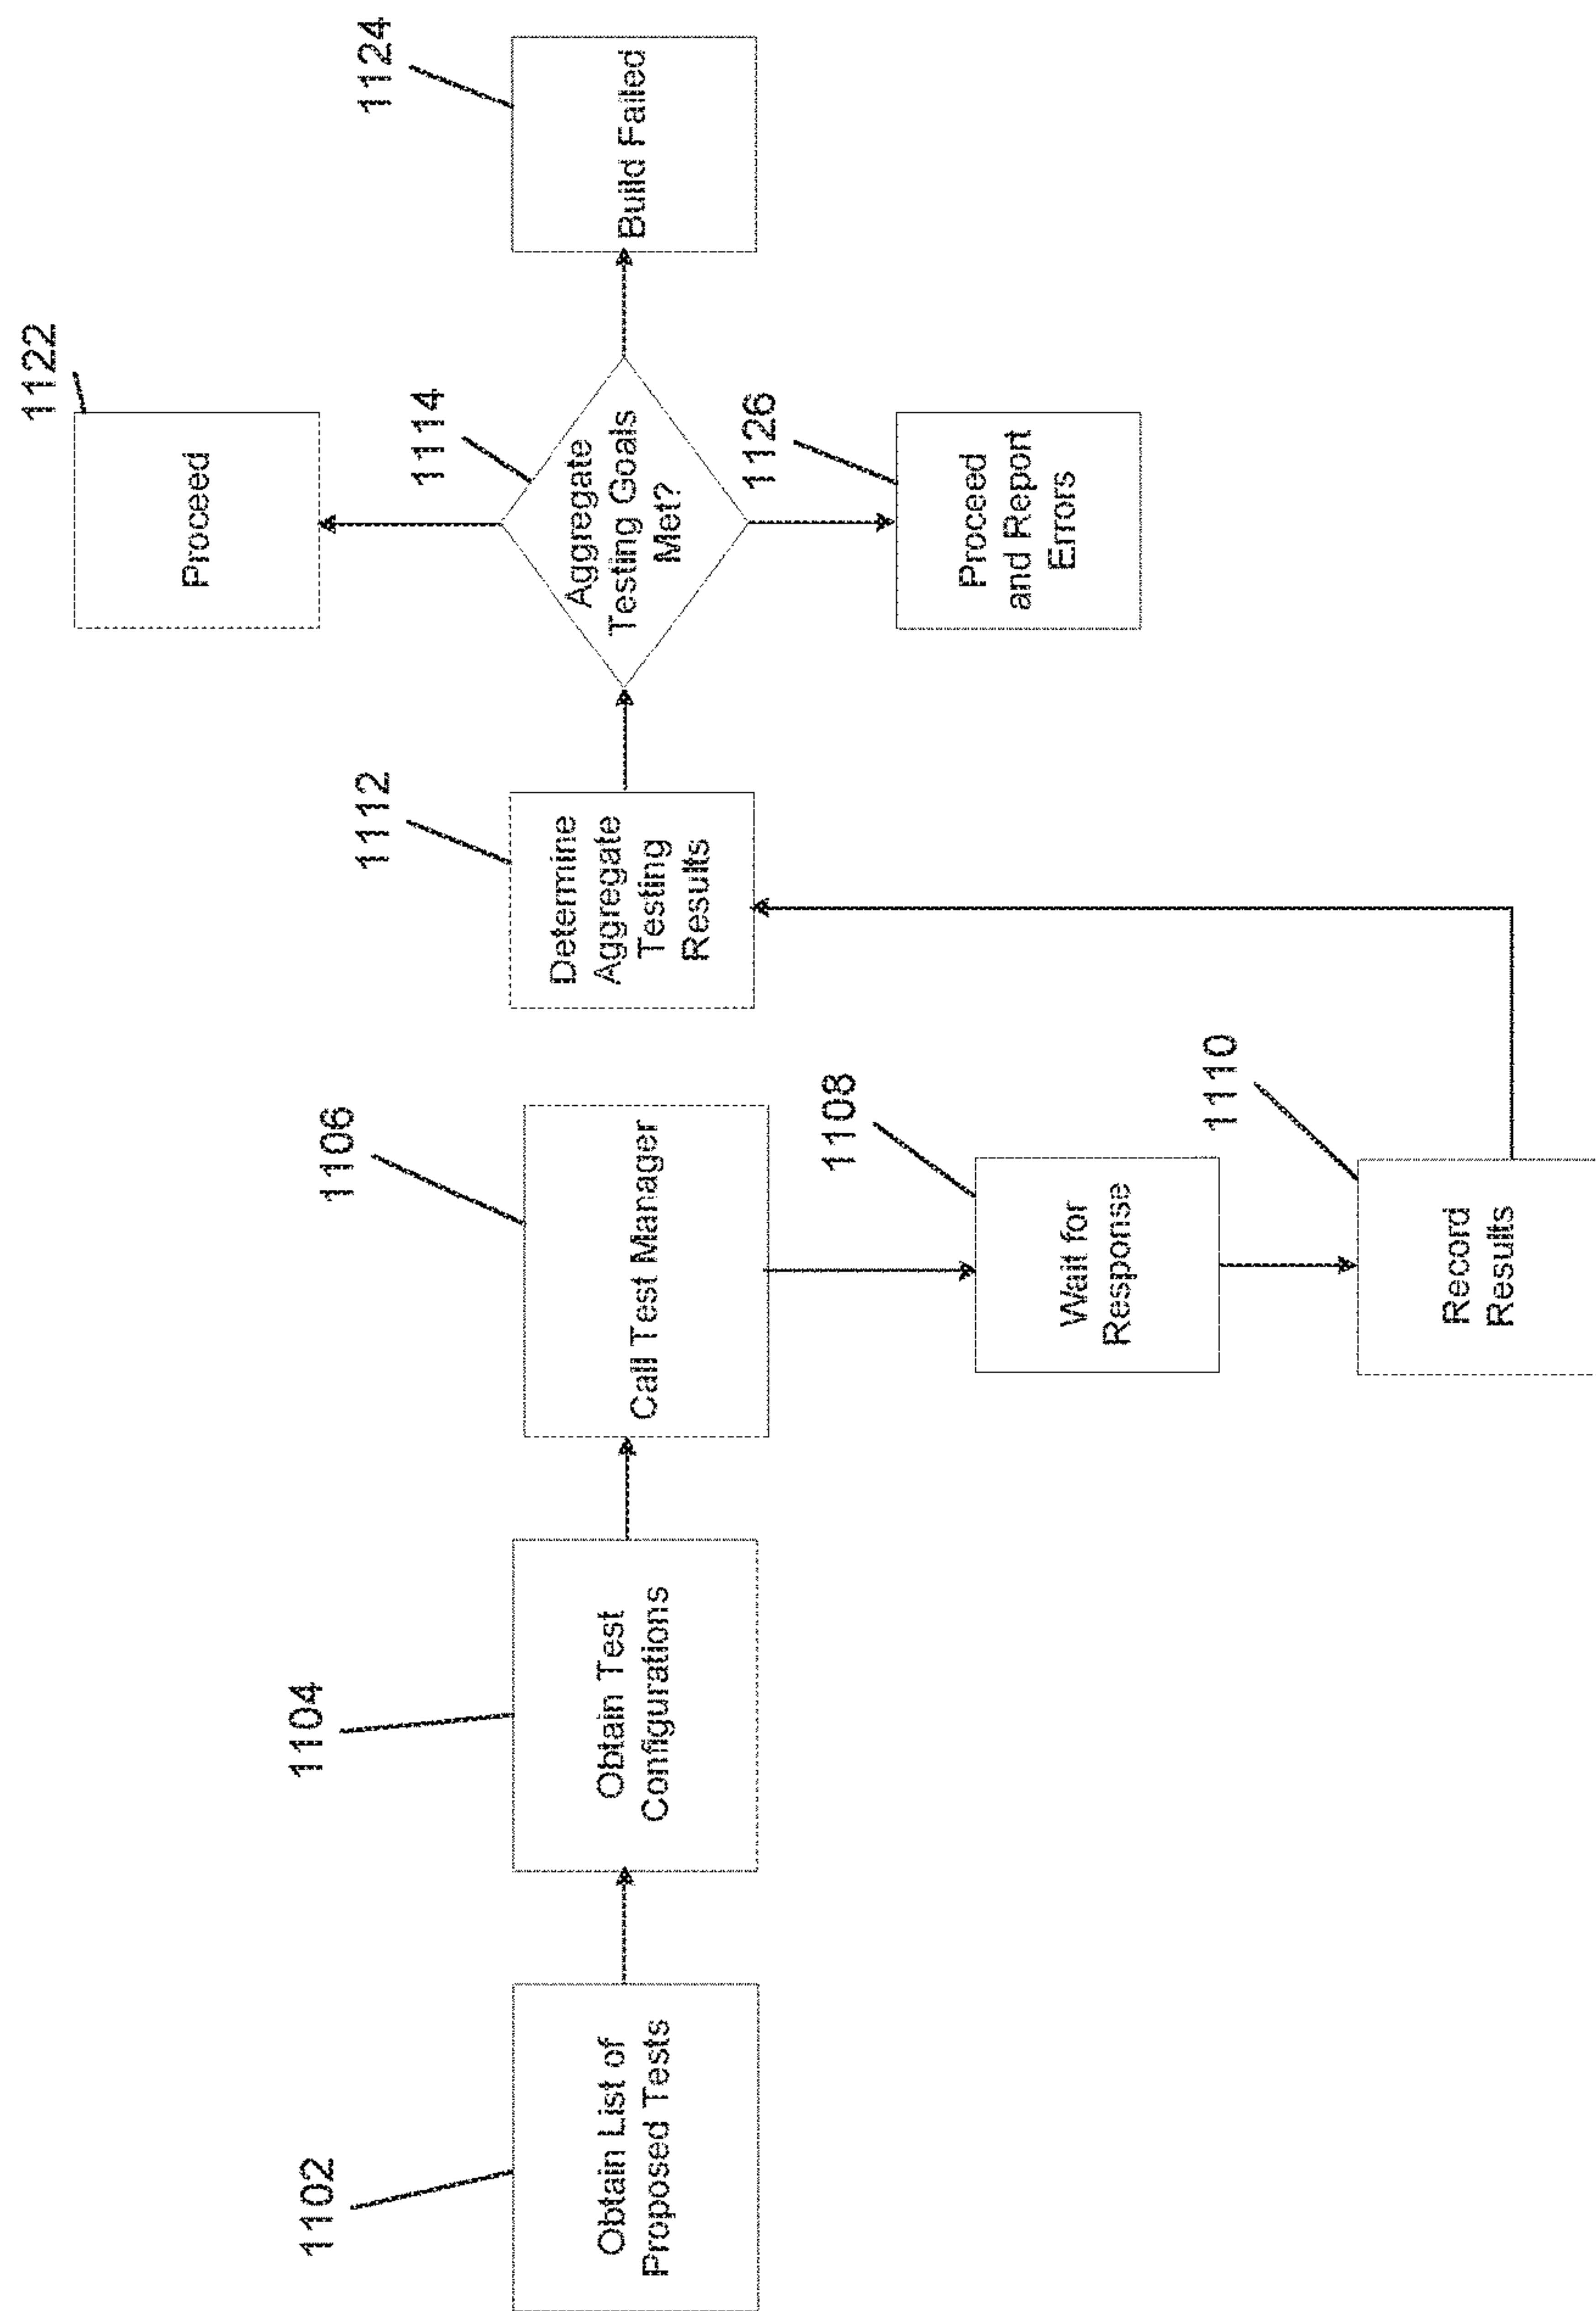 1102
Obtain List of
Proposed Tests
1104
Obtain Test
Configurations
1106
Call Test Manager
1108
Wait for
Response
1110
Record
Results
1112
Determine
Aggregate
Testing
Results
1114
Aggregate
Testing Goals
Met?
1122
Proceed
1124
Build Failed
1126
Proceed
and Report
Errors